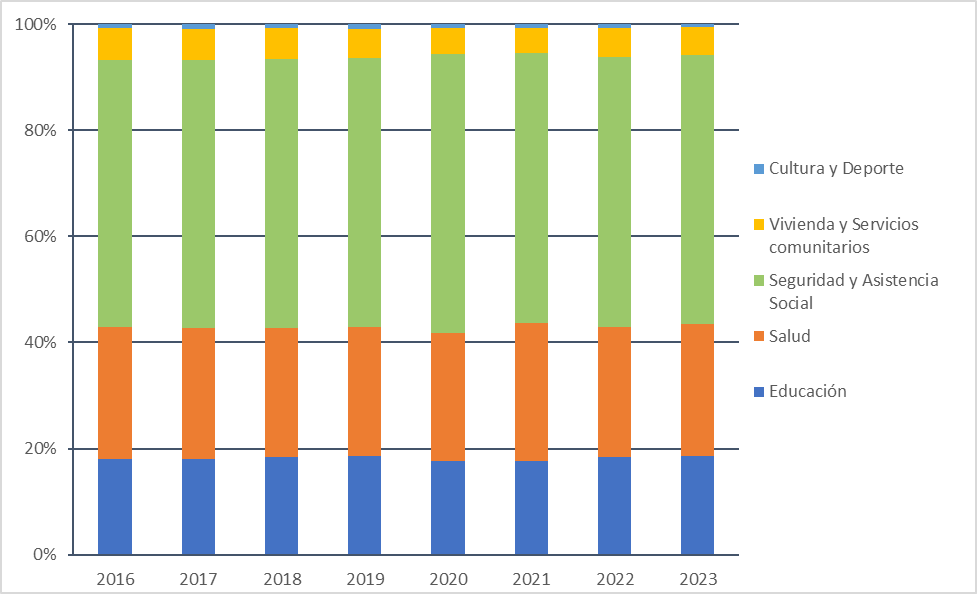 100%
80%
60%
40%
20%
0%
2016 2017 2018 2019 2020 2021 2022 2023
Cultura y Deporte
Vivienda y Servicios
comunitarios
Seguridad y Asistencia
Social
Salud
Educación